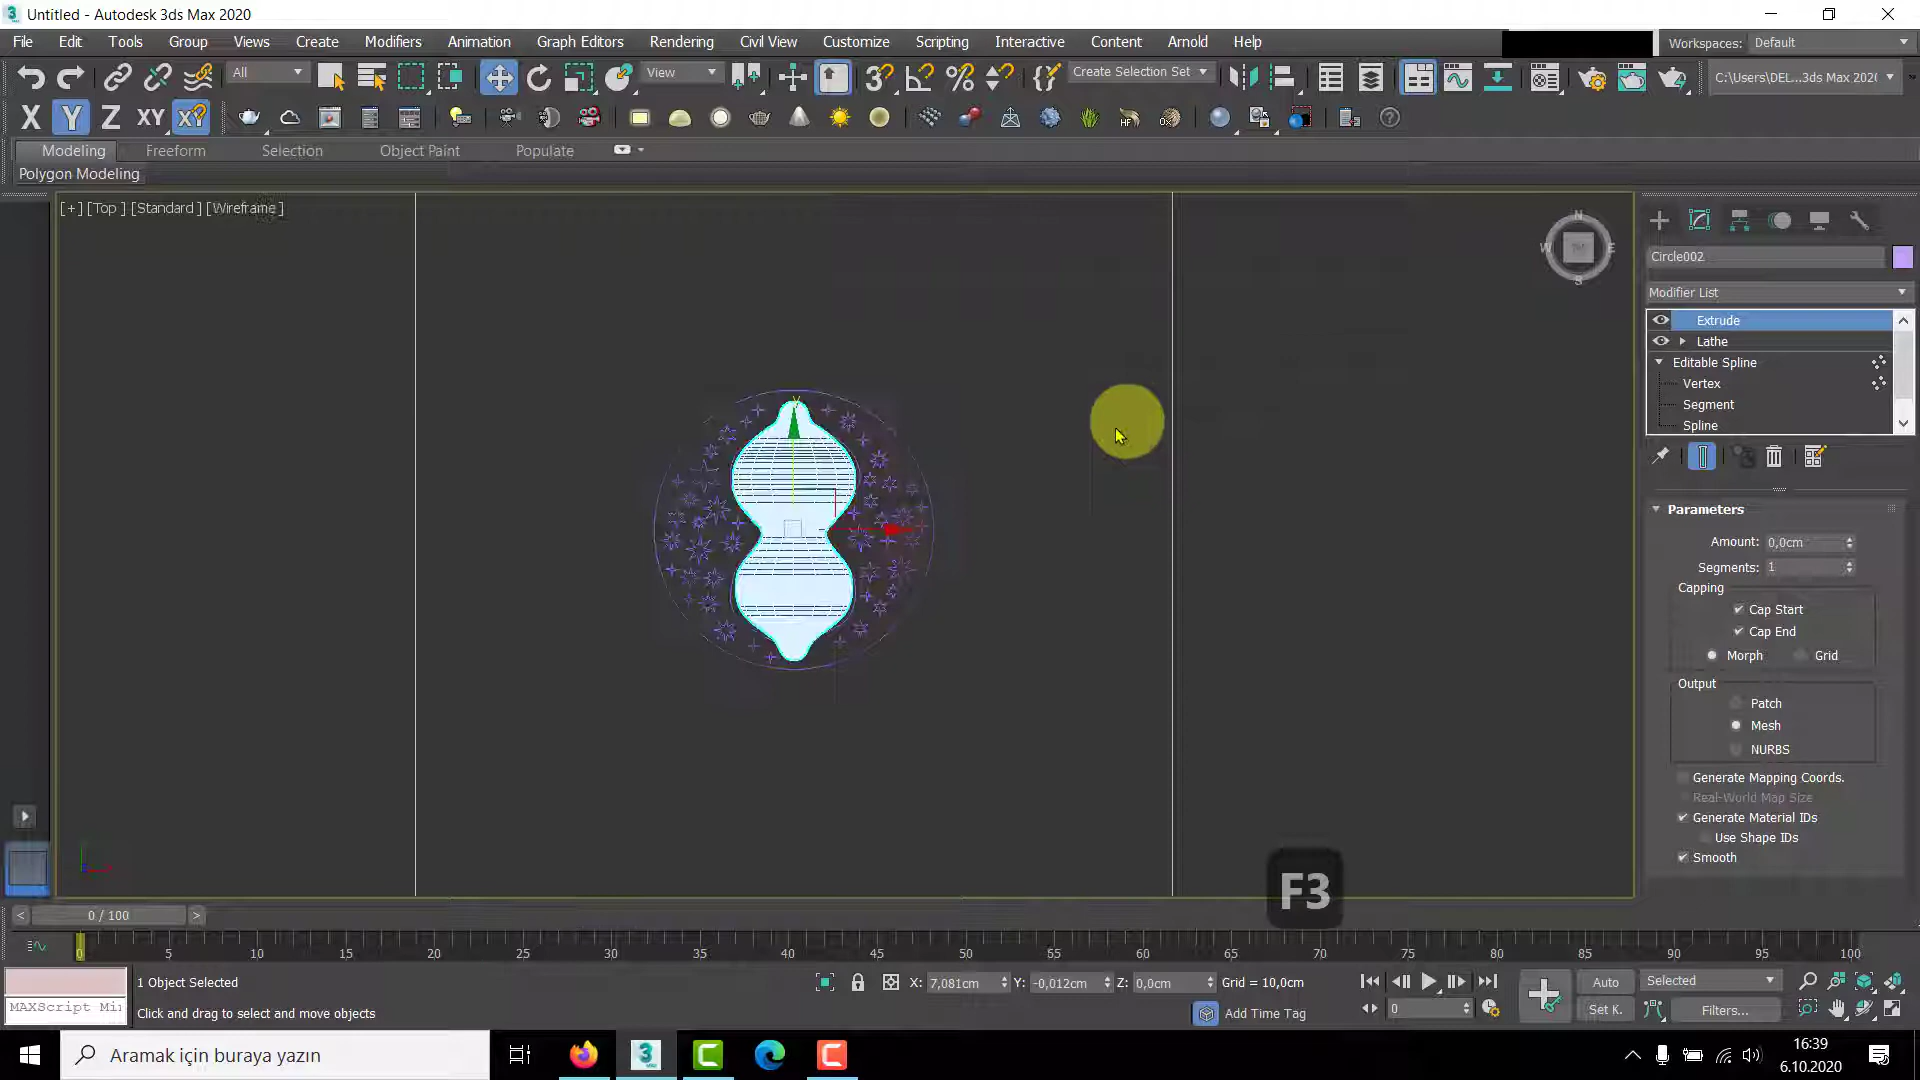 Untitled - Autodesk 3ds Max 2020
File Edit Tools Group Views Create Modifiers Animation Graph Editors Rendering Civil View Customize Scripting Interactive Content Arnold Help
Workspaces: Default
All
View
Create Selection Set
C:\Users\DEL...3ds Max 2020
X Y Z XY
Modeling Freeform Selection Object Paint Populate
Polygon Modeling
[+] [Top ] [Standard ] [Wireframe ]
N
W E
S
Circle002
Modifier List
Extrude
Lathe
Editable Spline
Vertex
Segment
Spline
Parameters
Amount: 0,0cm
Segments: 1
Capping
Cap Start
Cap End
Morph Grid
Output
Patch
Mesh
NURBS
Generate Mapping Coords.
Real-World Map Size
Generate Material IDs
Use Shape IDs
Smooth
F3
< 0 / 100 >
0 5 10 15 20 25 30 35 40 45 50 55 60 65 70 75 80 85 90 95 100
1 Object Selected
X: 7,081cm Y: -0,012cm Z: 0,0cm Grid = 10,0cm
Auto Selected
MAXScript Mi
Click and drag to select and move objects
Add Time Tag
0
Set K. Filters...
Aramak için buraya yazın
16:39
6.10.2020